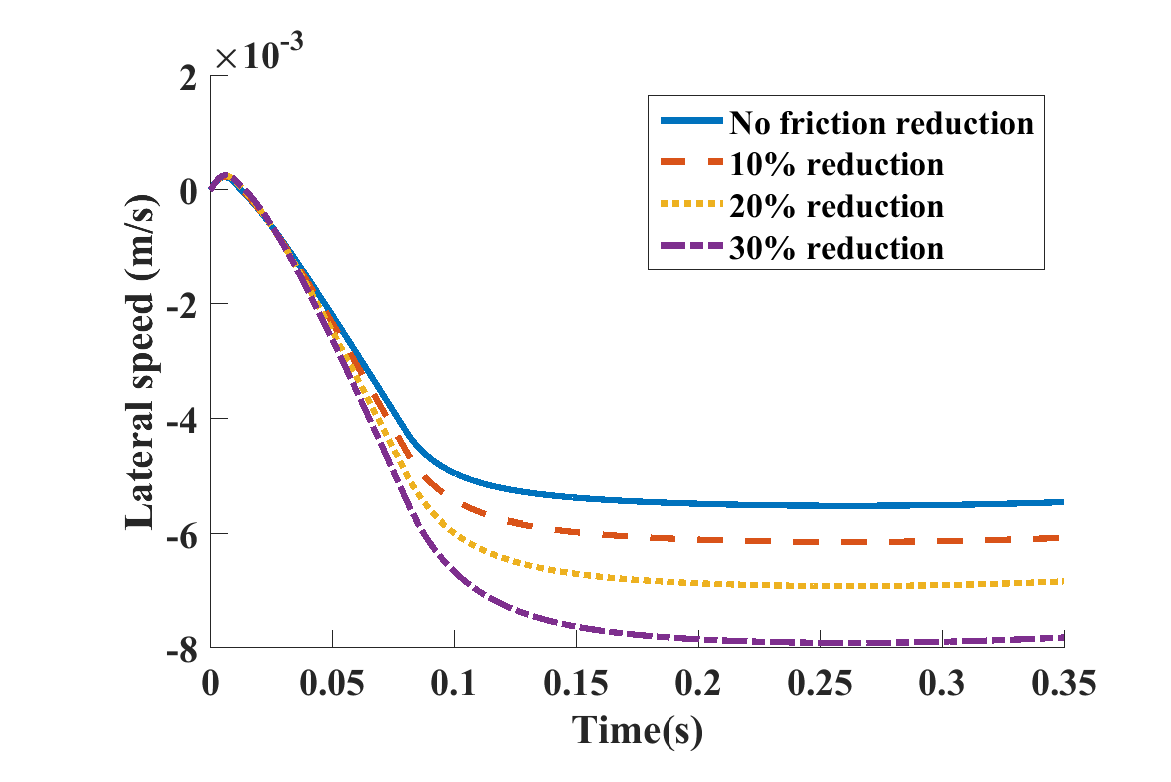 ×10-3
2
0
-2
-4
-6
-8
Lateral speed (m/s)
No friction reduction
10% reduction
20% reduction
30% reduction
0 0.05 0.1 0.15 0.2 0.25 0.3 0.35
Time(s)